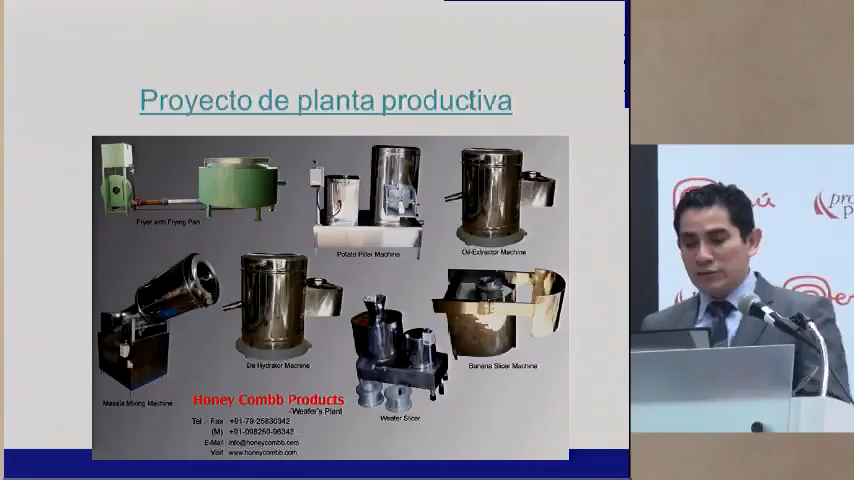 Proyecto de planta productiva
Fryer with Frying Pan
Potato Piller Machine
Oil-Extractor Machine
Masala Mixing Machine
De Hydrator Machine
Weafer Slicer
Banana Slicer Machine
Honey Combb Products
-Weafer's Plant
Tel :- Fax : +91-79-25830342
(M) : +91-098250-96342
E-Mail : info@honeycombb.com
Visit : www.honeycombb.com